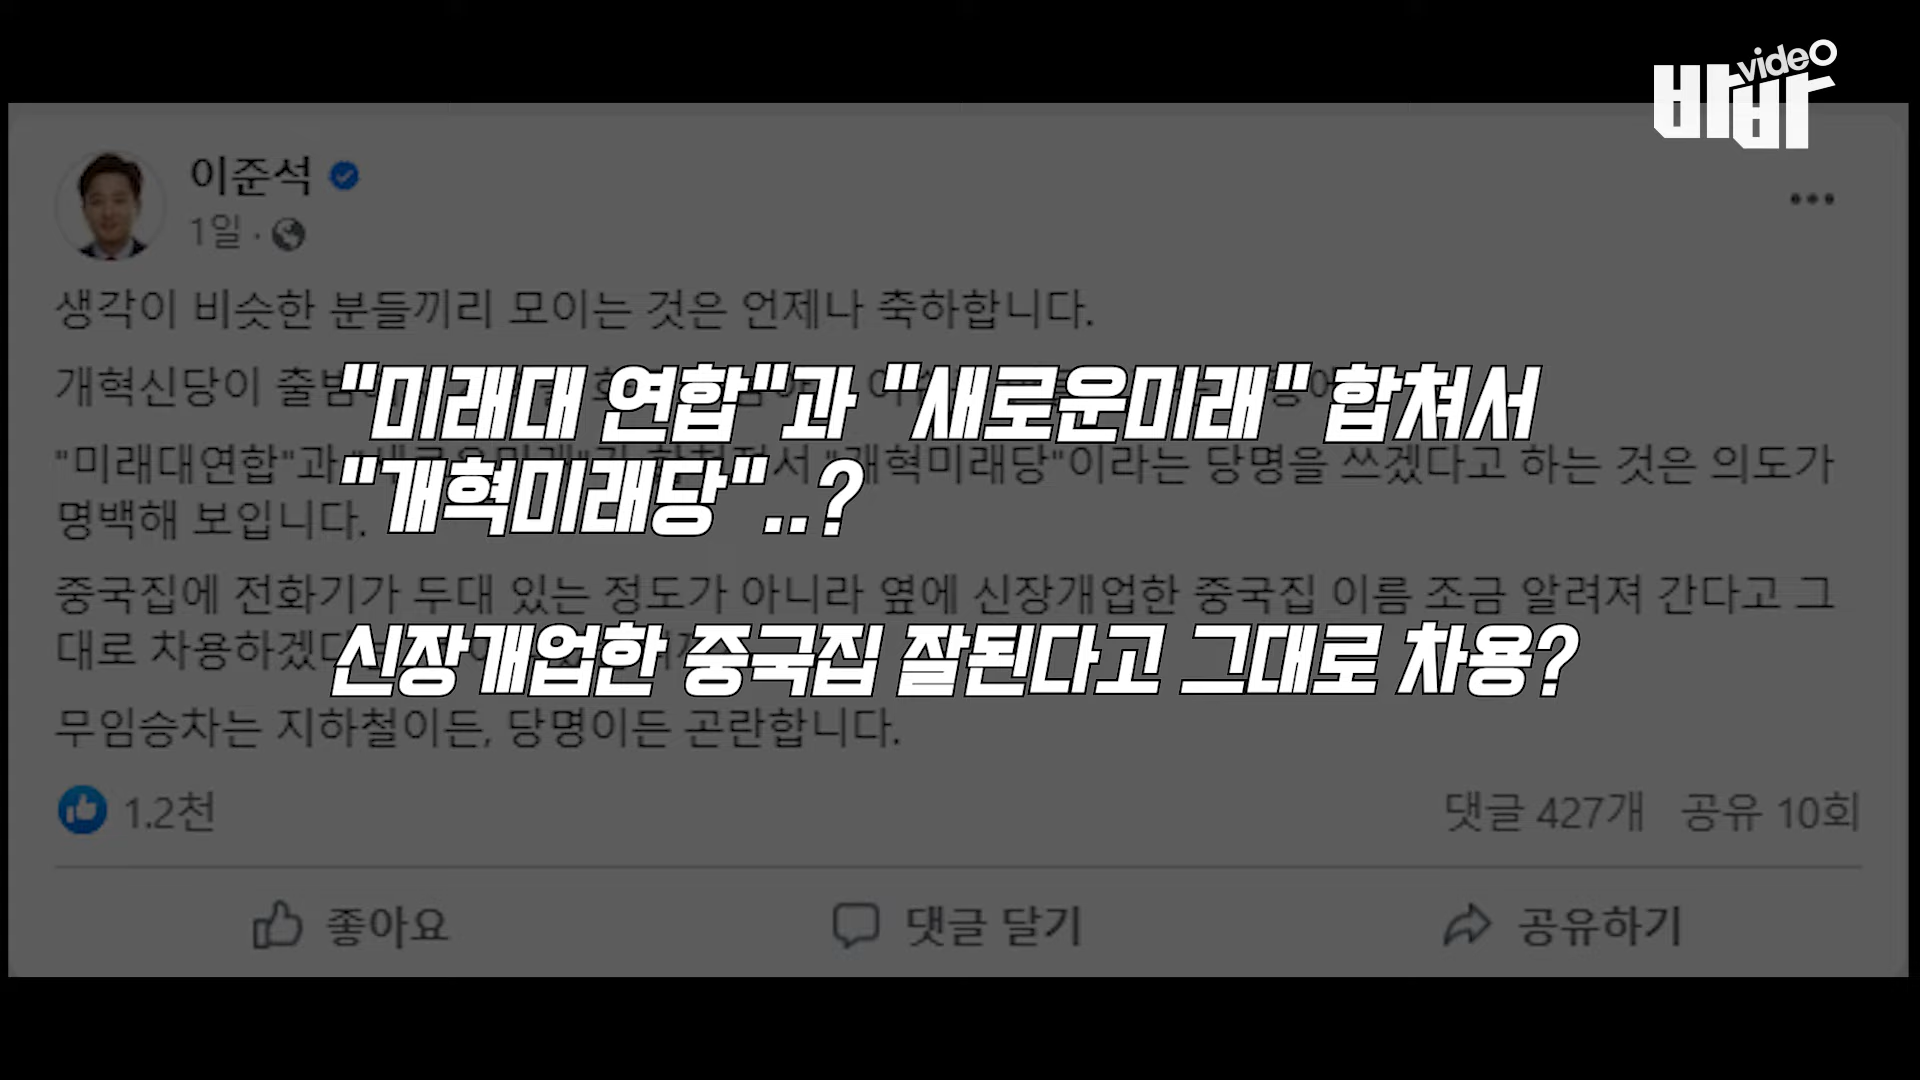 video
바바
이준석
1일 ·
생각이 비슷한 분들끼리 모이는 것은 언제나 축하합니다.
개혁신당이
"미래대 연합"과 "새로운미래" 합쳐서
"미래대연합"과 "개혁미래당"이라는 당명을 쓰겠다고 하는 것은 의도가
"개혁미래당"..?
명백해 보입니다.
중국집에 전화기가 두대 있는 정도가 아니라 옆에 신장개업한 중국집 이름 조금 알려져 간다고 그
대로
신장개업한 중국집 잘된다고 그대로 차용?
무임승차는 지하철이든, 당명이든 곤란합니다.
1.2천 댓글 427개 공유 10회
좋아요 댓글 달기 공유하기